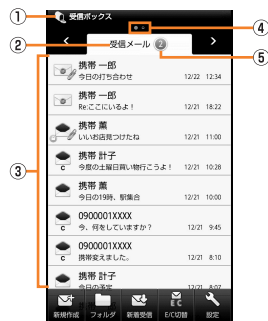 ① 受信ボックス
④
② 受信メール 2
⑤
③
携帯 一郎
今日の打ち合わせ 12/22 12:34
携帯 一郎
Re:ここにいるよ！ 12/21 18:22
携帯 薫
いいお店見つけたね 12/21 11:00
携帯 計子
c 今度の土曜日買い物行こうよ！ 12/21 10:28
携帯 薫
今日の19時、駅集合 12/21 10:00
0900001XXXX
c 今、何をしていますか？ 12/21 9:45
0900001XXXX
c 携帯変えました。 12/21 8:10
携帯 計子
今日の予定 12/21 8:07
新規作成 フォルダ 新着受信 E/C切替 設定